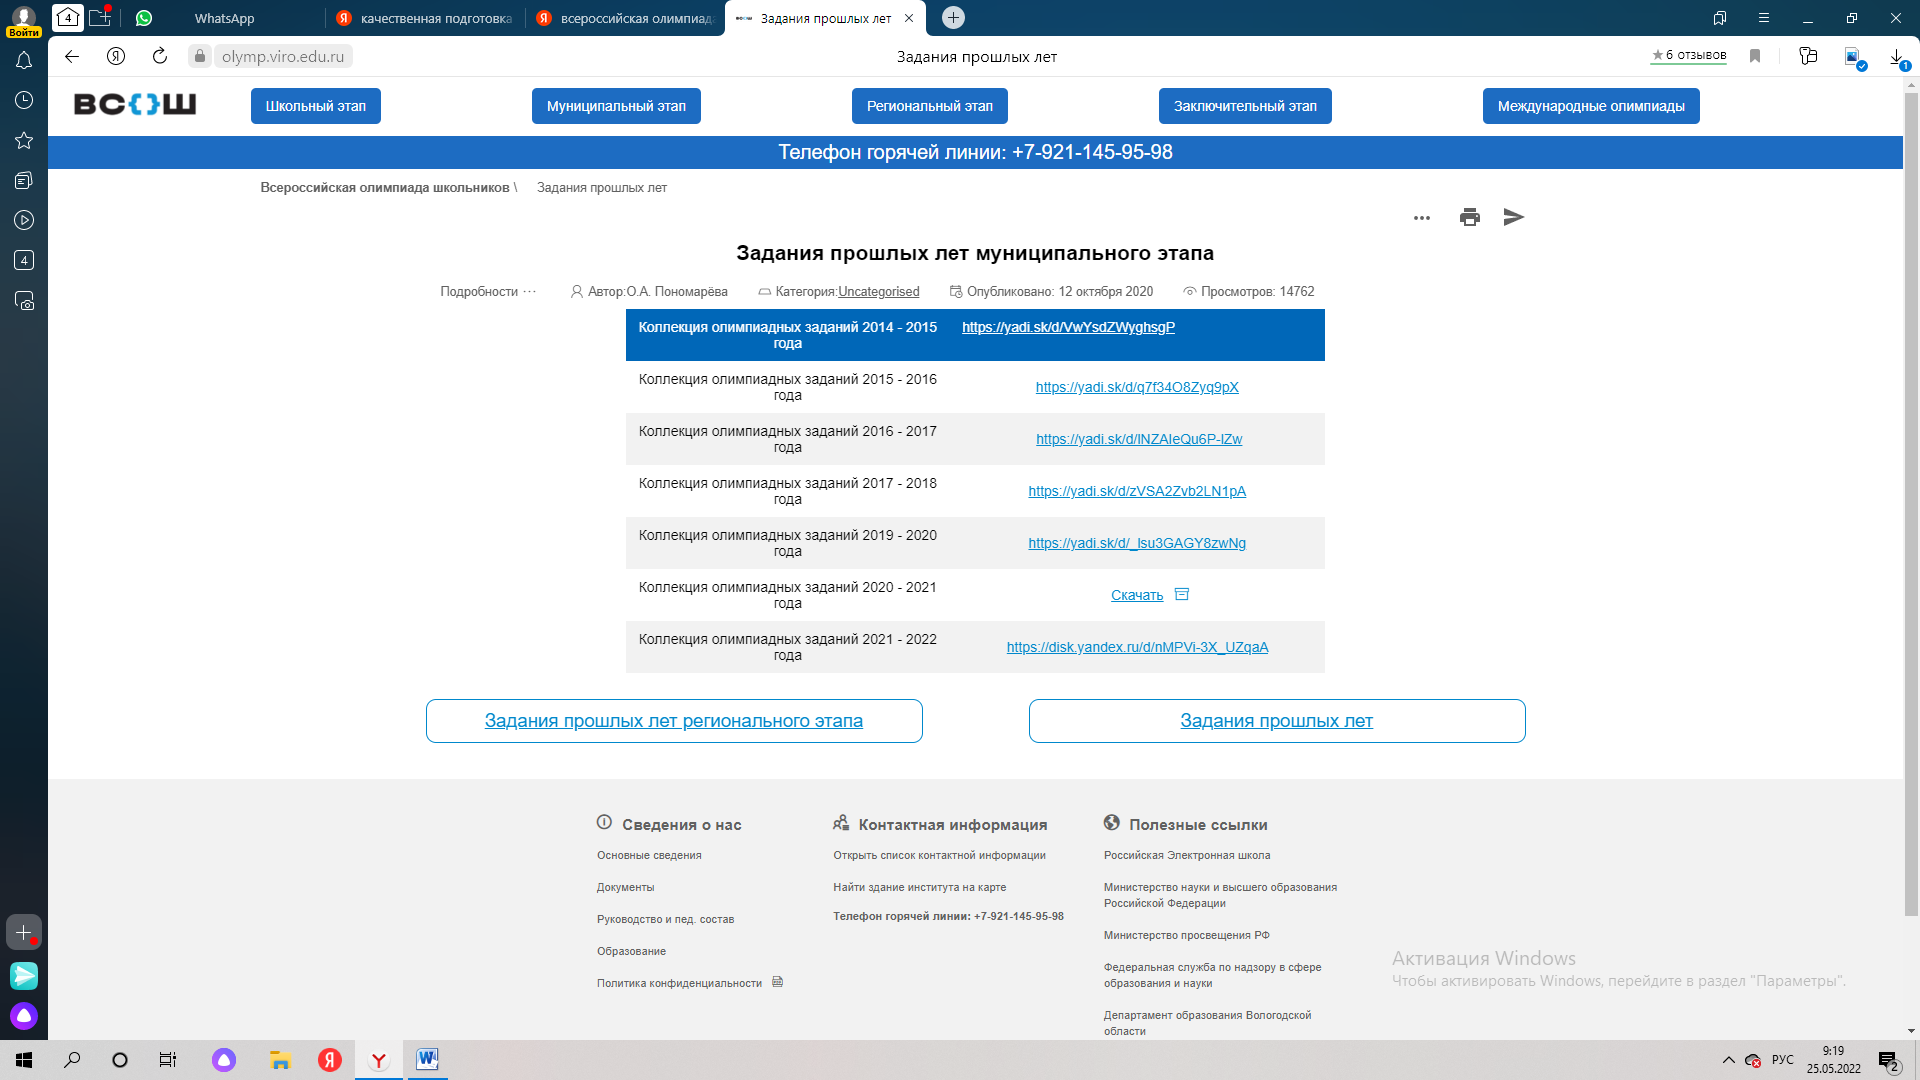 Войти
4
WhatsApp
качественная подготовка
всероссийская олимпиада
Задания прошлых лет
olymp.viro.edu.ru
Задания прошлых лет
6 отзывов
1
4
ВСОШ
Школьный этап
Муниципальный этап
Региональный этап
Заключительный этап
Международные олимпиады
Телефон горячей линии: +7-921-145-95-98
Всероссийская олимпиада школьников \ Задания прошлых лет
Задания прошлых лет муниципального этапа
Подробности ··· Автор:О.А. Пономарёва Категория:Uncategorised Опубликовано: 12 октября 2020 Просмотров: 14762
Коллекция олимпиадных заданий 2014 - 2015 https://yadi.sk/d/VwYsdZWyghsgP
года
Коллекция олимпиадных заданий 2015 - 2016
года
https://yadi.sk/d/q7f34O8Zyq9pX
Коллекция олимпиадных заданий 2016 - 2017
года
Коллекция олимпиадных заданий 2017 - 2018
года
https://yadi.sk/d/zVSA2Zvb2LN1pA
Коллекция олимпиадных заданий 2019 - 2020
года
Коллекция олимпиадных заданий 2020 - 2021
года
Скачать
Коллекция олимпиадных заданий 2021 - 2022
года
https://disk.yandex.ru/d/nMPVi-3X_UZqaA
Задания прошлых лет регионального этапа
Задания прошлых лет
Сведения о нас
Основные сведения
Документы
Руководство и пед. состав
Образование
Политика конфиденциальности
Контактная информация
Открыть список контактной информации
Найти здание института на карте
Телефон горячей линии: +7-921-145-95-98
Полезные ссылки
Российская Электронная школа
Министерство науки и высшего образования
Российской Федерации
Министерство просвещения РФ
Федеральная служба по надзору в сфере
образования и науки
Департамент образования Вологодской
области
Активация Windows
Чтобы активировать Windows, перейдите в раздел "Параметры".
РУС
9:19
25.05.2022
2